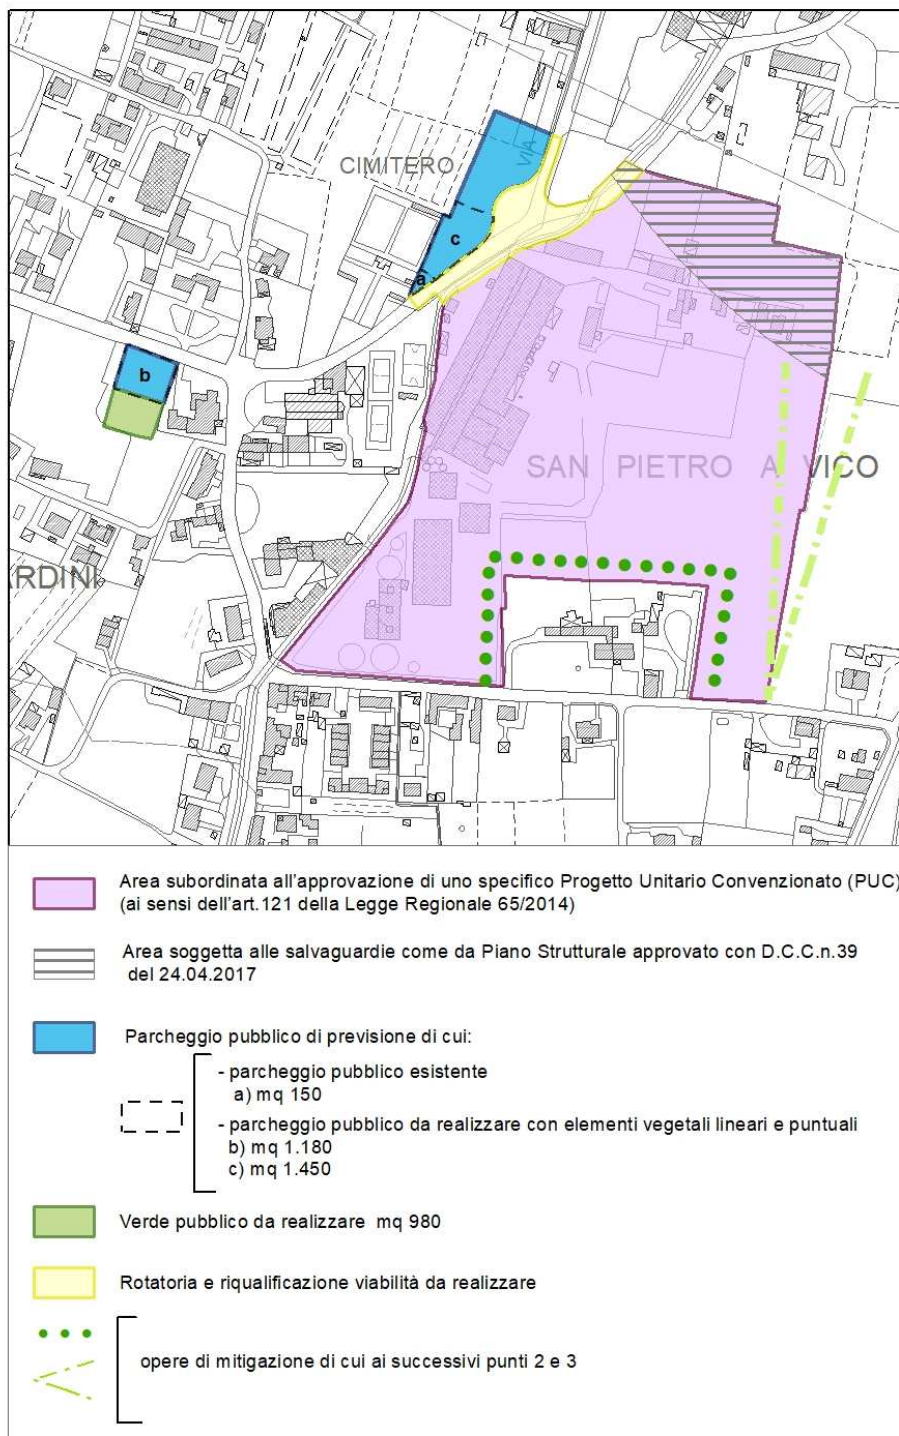 VIA
CIMITERO
c
a
b
SAN PIETRO A VICO
ARDINI
Area subordinata all'approvazione di uno specifico Progetto Unitario Convenzionato (PUC)
(ai sensi dell'art.121 della Legge Regionale 65/2014)
Area soggetta alle salvaguardie come da Piano Strutturale approvato con D.C.C.n.39
del 24.04.2017
Parcheggio pubblico di previsione di cui:
- parcheggio pubblico esistente
a) mq 150
- parcheggio pubblico da realizzare con elementi vegetali lineari e puntuali
b) mq 1.180
c) mq 1.450
Verde pubblico da realizzare mq 980
Rotatoria e riqualificazione viabilità da realizzare
opere di mitigazione di cui ai successivi punti 2 e 3